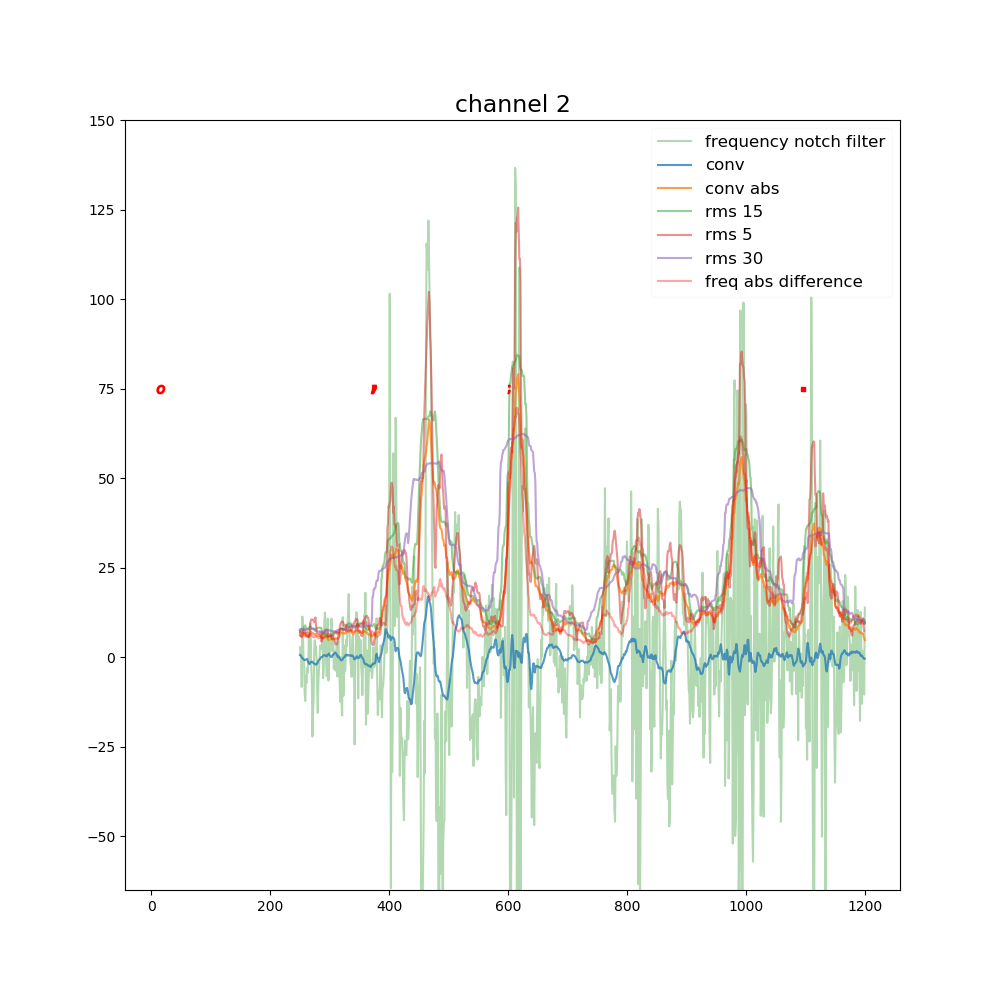 channel 2
150
125
100
75
50
25
0
−25
−50
frequency notch filter
conv
conv abs
rms 15
rms 5
rms 30
freq abs difference
o , : .
0 200 400 600 800 1000 1200